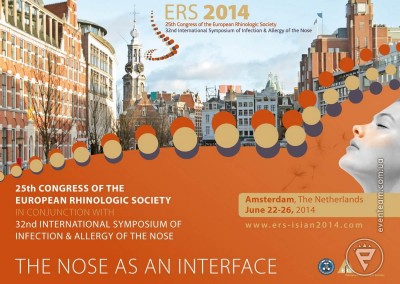 ERS 2014
25th Congress of the European Rhinologic Society
32nd International Symposium of Infection & Allergy of the Nose
25th CONGRESS OF THE
EUROPEAN RHINOLOGIC SOCIETY
IN CONJUNCTION WITH
32nd INTERNATIONAL SYMPOSIUM OF
INFECTION & ALLERGY OF THE NOSE
Amsterdam, The Netherlands
June 22-26, 2014
www.ers-isian2014.com
THE NOSE AS AN INTERFACE
eventeam.com.ua